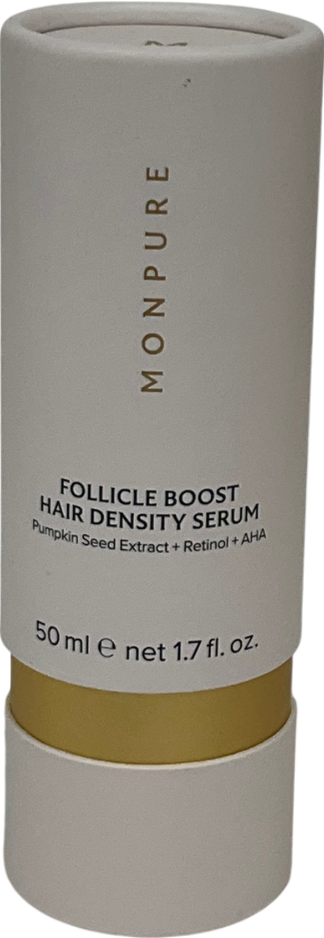 MONPURE
FOLLICLE BOOST
HAIR DENSITY SERUM
Pumpkin Seed Extract + Retinol + AHA
50 ml ℮ net 1.7 fl. oz.